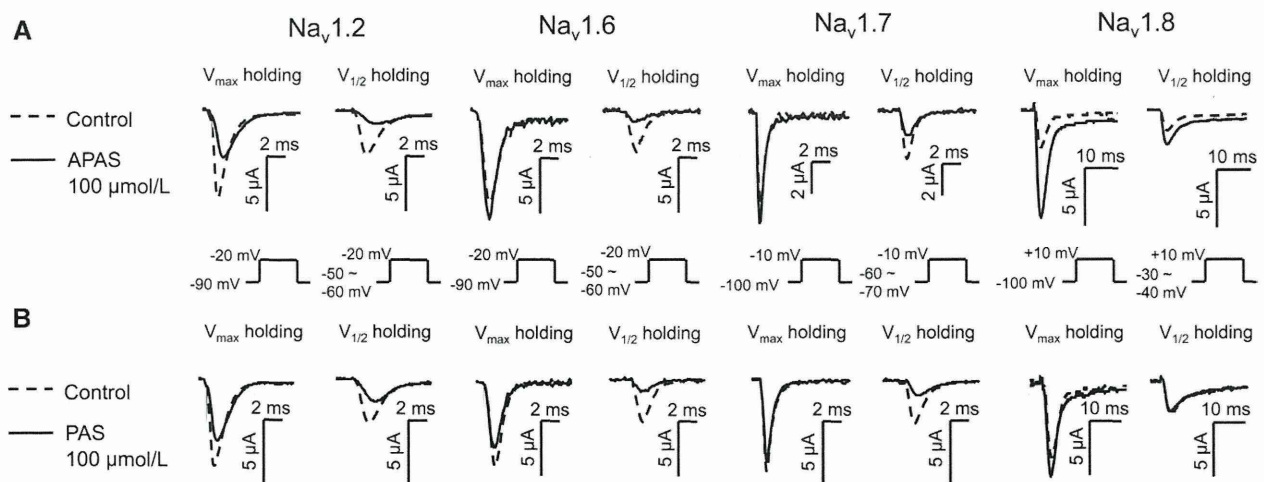 A
Nav1.2 Nav1.6 Nav1.7 Nav1.8
Vmax holding V1/2 holding Vmax holding V1/2 holding Vmax holding V1/2 holding Vmax holding V1/2 holding
Control
APAS
100 µmol/L
2 ms 2 ms 2 ms 2 ms 2 ms 2 ms 10 ms 10 ms
5 µA 5 µA 5 µA 5 µA 2 µA 2 µA 5 µA 5 µA
-20 mV -20 mV -20 mV -20 mV -10 mV -10 mV +10 mV +10 mV
-90 mV -50 ~ -60 mV -90 mV -50 ~ -60 mV -100 mV -60 ~ -70 mV -100 mV -30 ~ -40 mV
B
Vmax holding V1/2 holding Vmax holding V1/2 holding Vmax holding V1/2 holding Vmax holding V1/2 holding
Control
PAS
100 µmol/L
2 ms 2 ms 2 ms 2 ms 2 ms 2 ms 10 ms 10 ms
5 µA 5 µA 5 µA 5 µA 5 µA 5 µA 5 µA 5 µA